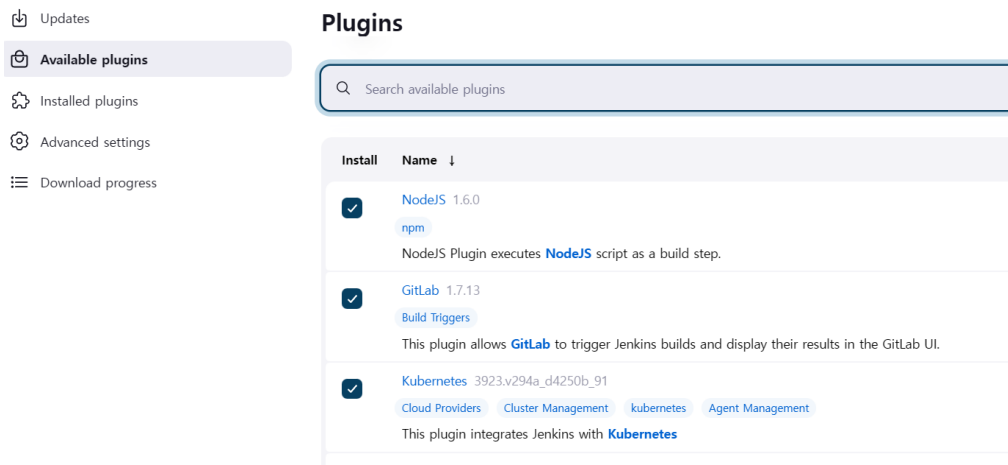 Updates
Available plugins
Installed plugins
Advanced settings
Download progress
Plugins
Search available plugins
Install Name ↓
NodeJS 1.6.0
npm
NodeJS Plugin executes NodeJS script as a build step.
GitLab 1.7.13
Build Triggers
This plugin allows GitLab to trigger Jenkins builds and display their results in the GitLab UI.
Kubernetes 3923.v294a_d4250b_91
Cloud Providers Cluster Management kubernetes Agent Management
This plugin integrates Jenkins with Kubernetes